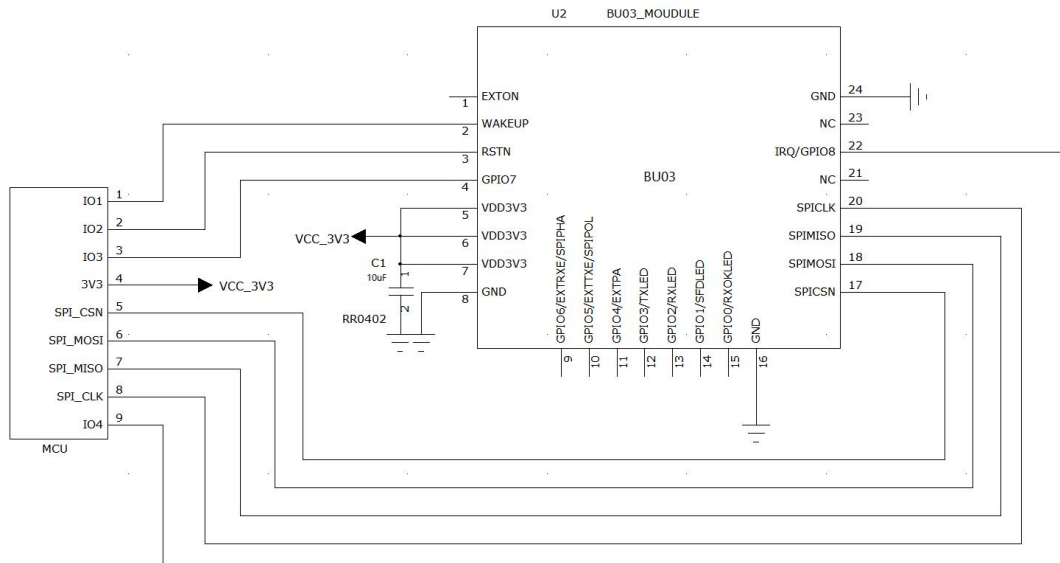 U2 BU03_MOUDULE
1 EXTON
2 WAKEUP
3 RSTN
4 GPIO7
5 VDD3V3
6 VDD3V3
7 VDD3V3
8 GND
BU03
GND 24
NC 23
IRQ/GPIO8 22
NC 21
SPICLK 20
SPIMISO 19
SPIMOSI 18
SPICSN 17
GPIO6/EXTRXE/SPIPHA 9
GPIO5/EXTTXE/SPIPOL 10
GPIO4/EXTPA 11
GPIO3/TXLED 12
GPIO2/RXLED 13
GPIO1/SFDLED 14
GPIO0/RXOKLED 15
GND 16
VCC_3V3
C1
10uF
1
2
RR0402
IO1 1
IO2 2
IO3 3
3V3 4
VCC_3V3
SPI_CSN 5
SPI_MOSI 6
SPI_MISO 7
SPI_CLK 8
IO4 9
MCU